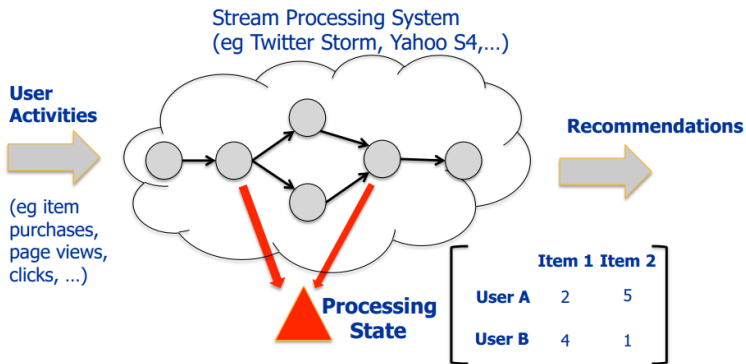 Stream Processing System
(eg Twitter Storm, Yahoo S4,...)
User
Activities
(eg item
purchases,
page views,
clicks, ...)
Recommendations
Processing
State
Item 1 Item 2
User A 2 5
User B 4 1